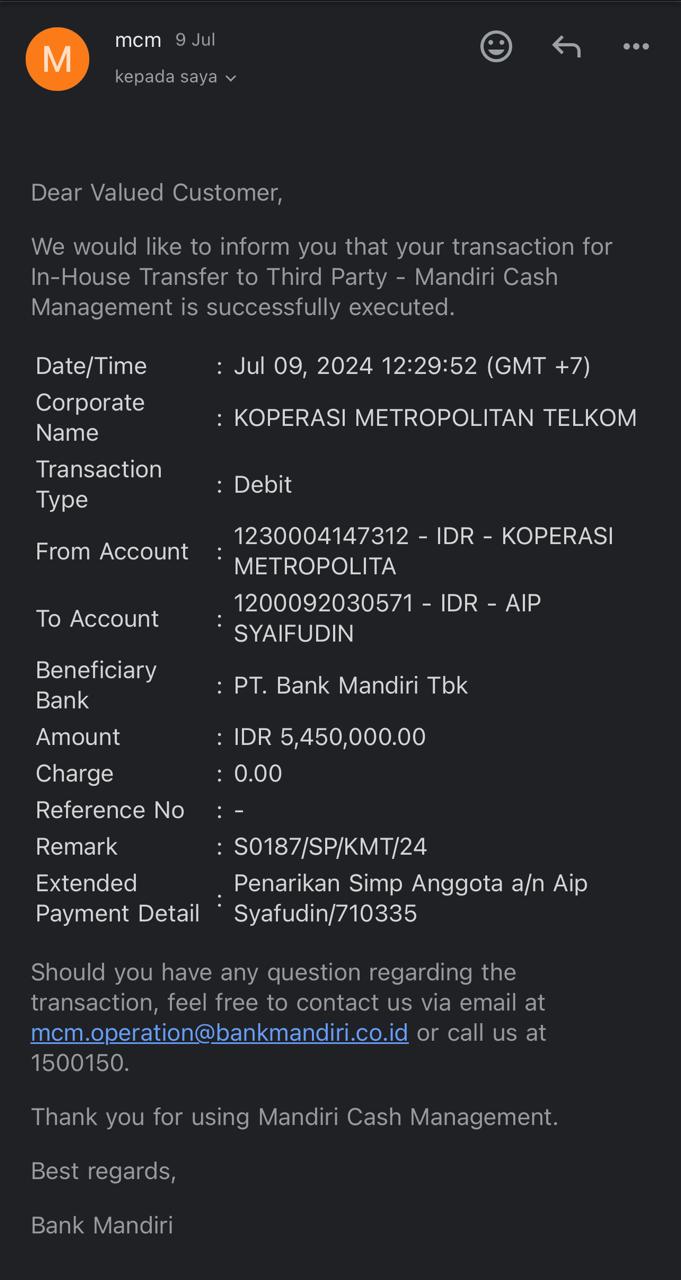 M
mcm 9 Jul
kepada saya
Dear Valued Customer,
We would like to inform you that your transaction for
In-House Transfer to Third Party - Mandiri Cash
Management is successfully executed.
Date/Time : Jul 09, 2024 12:29:52 (GMT +7)
Corporate
Name : KOPERASI METROPOLITAN TELKOM
Transaction
Type : Debit
From Account : 1230004147312 - IDR - KOPERASI
METROPOLITA
To Account : 1200092030571 - IDR - AIP
SYAIFUDIN
Beneficiary
Bank : PT. Bank Mandiri Tbk
Amount : IDR 5,450,000.00
Charge : 0.00
Reference No : -
Remark : S0187/SP/KMT/24
Extended
Payment Detail : Penarikan Simp Anggota a/n Aip
Syafudin/710335
Should you have any question regarding the
transaction, feel free to contact us via email at
mcm.operation@bankmandiri.co.id or call us at
1500150.
Thank you for using Mandiri Cash Management.
Best regards,
Bank Mandiri